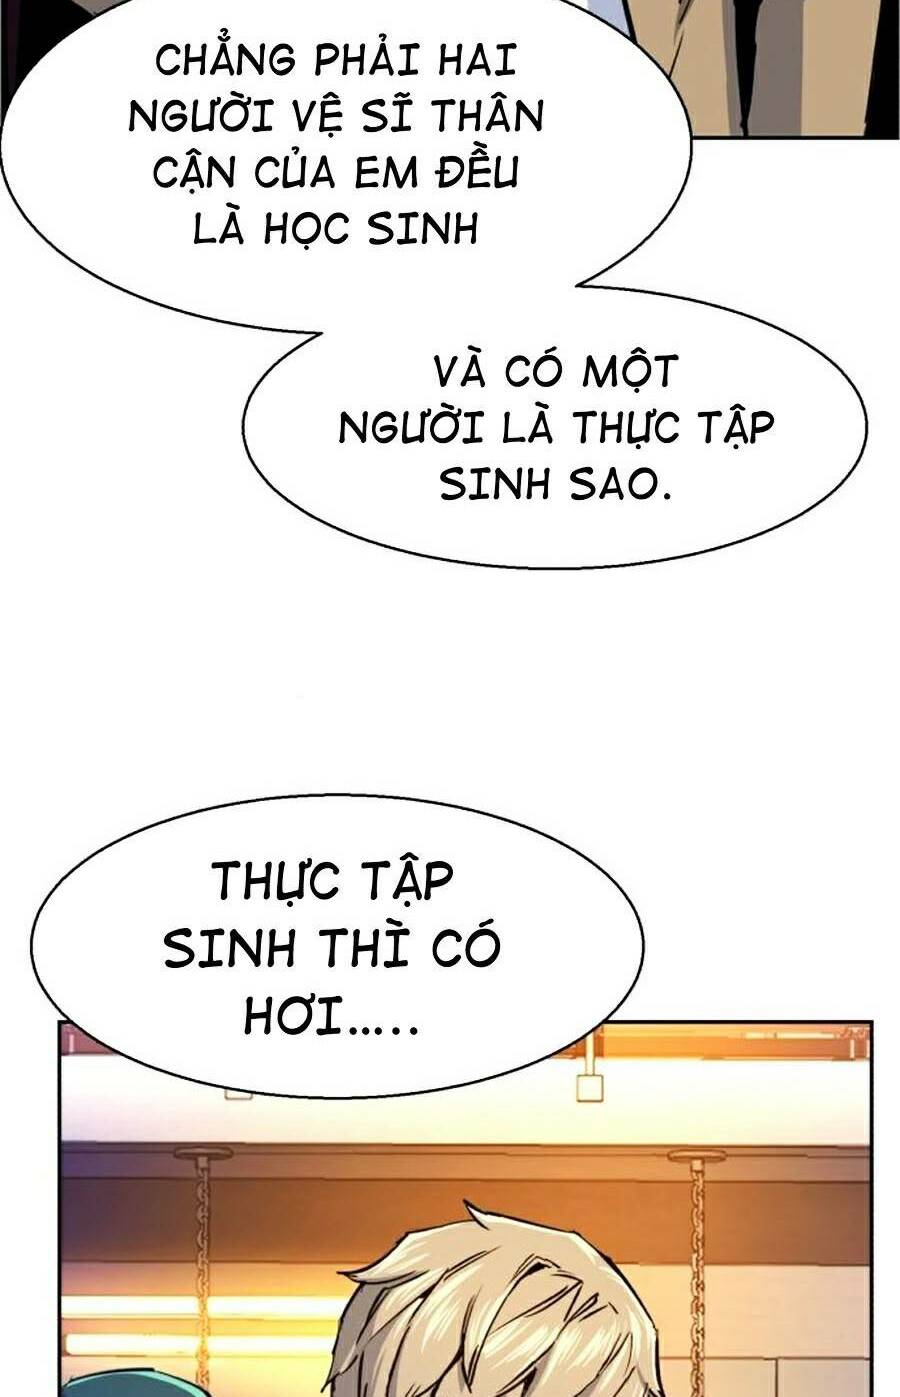 CHẲNG PHẢI HAI
NGƯỜI VỆ SĨ THÂN
CẬN CỦA EM ĐỀU
LÀ HỌC SINH
VÀ CÓ MỘT
NGƯỜI LÀ THỰC TẬP
SINH SAO.
THỰC TẬP
SINH THÌ CÓ
HƠI......